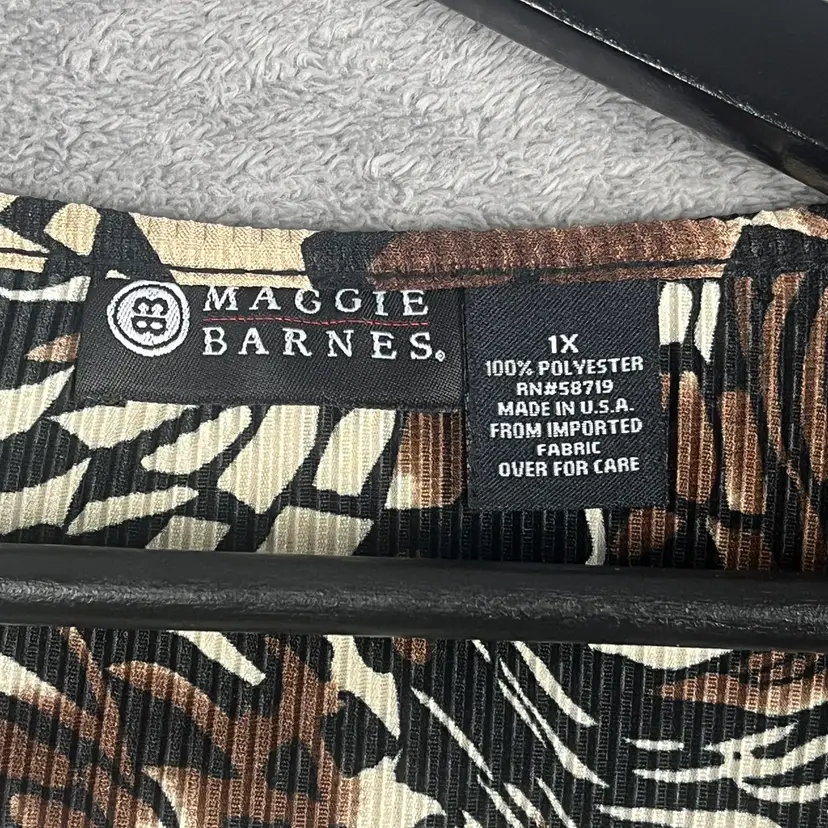 MAGGIE
BARNES®
1X
100% POLYESTER
RN#58719
MADE IN U.S.A.
FROM IMPORTED
FABRIC
OVER FOR CARE